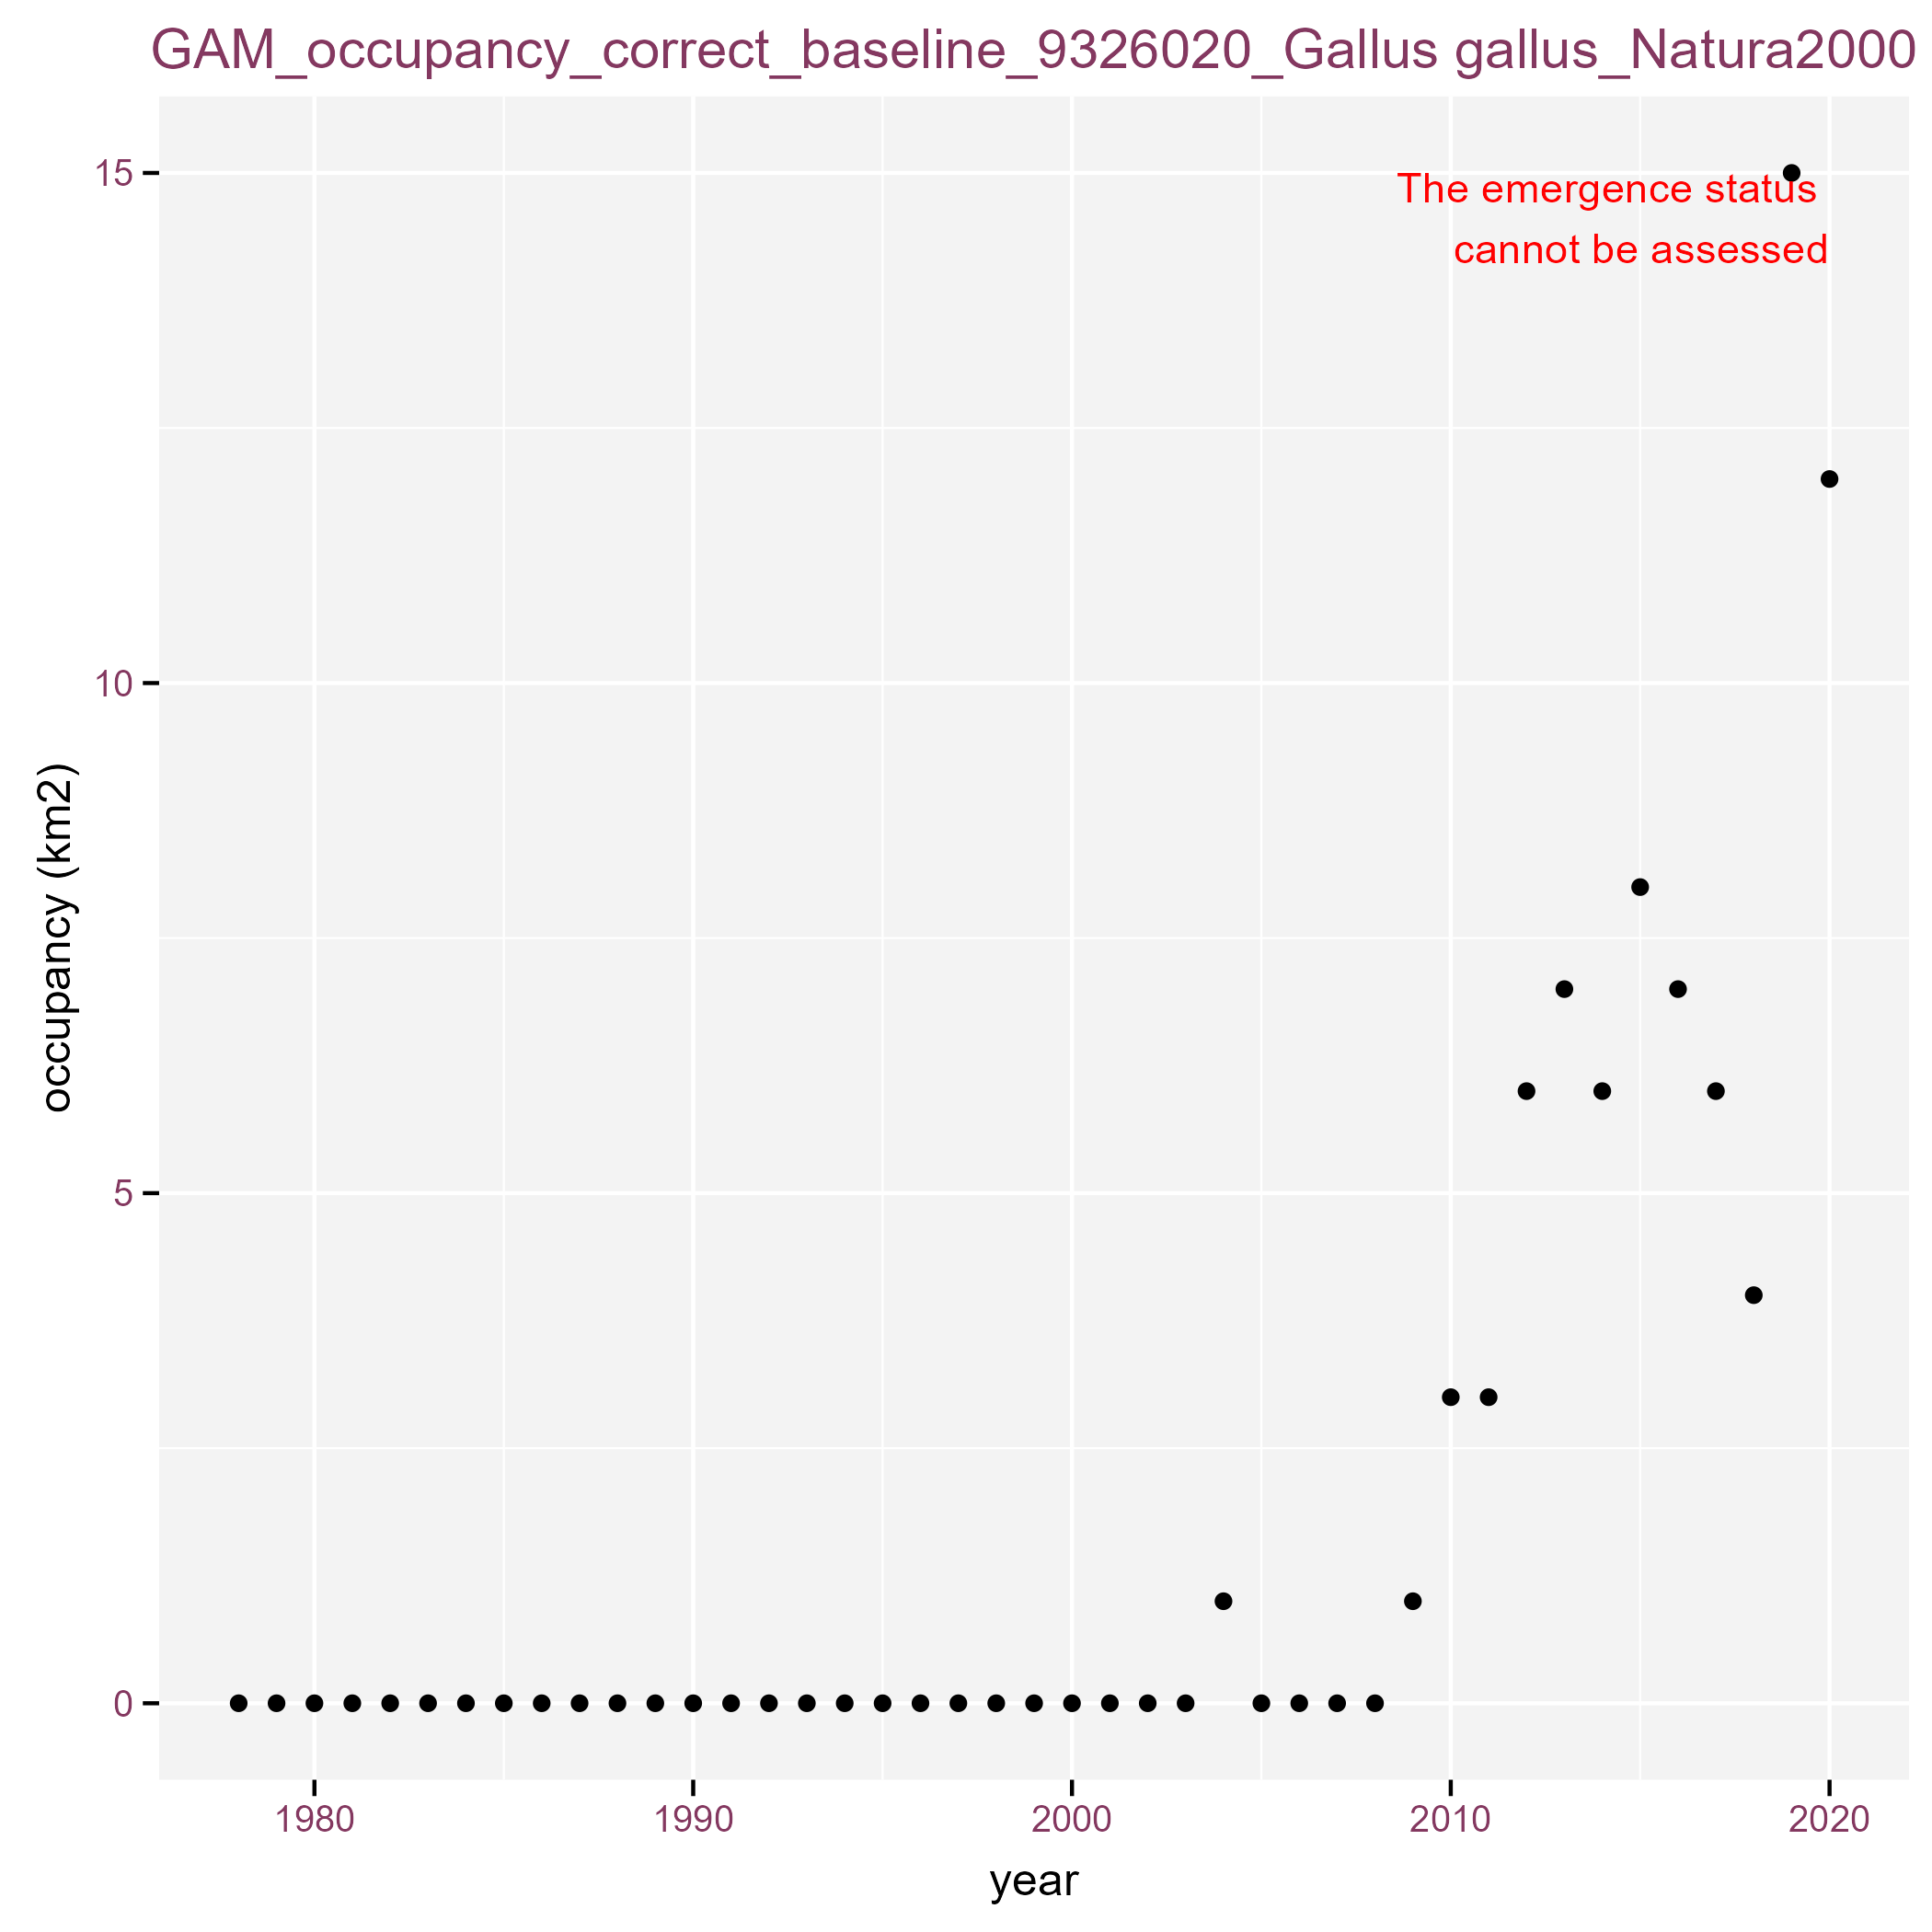 GAM_occupancy_correct_baseline_9326020_Gallus gallus_Natura2000
15
The emergence status
cannot be assessed
10
occupancy (km2)
5
0
1980 1990 2000 2010 2020
year